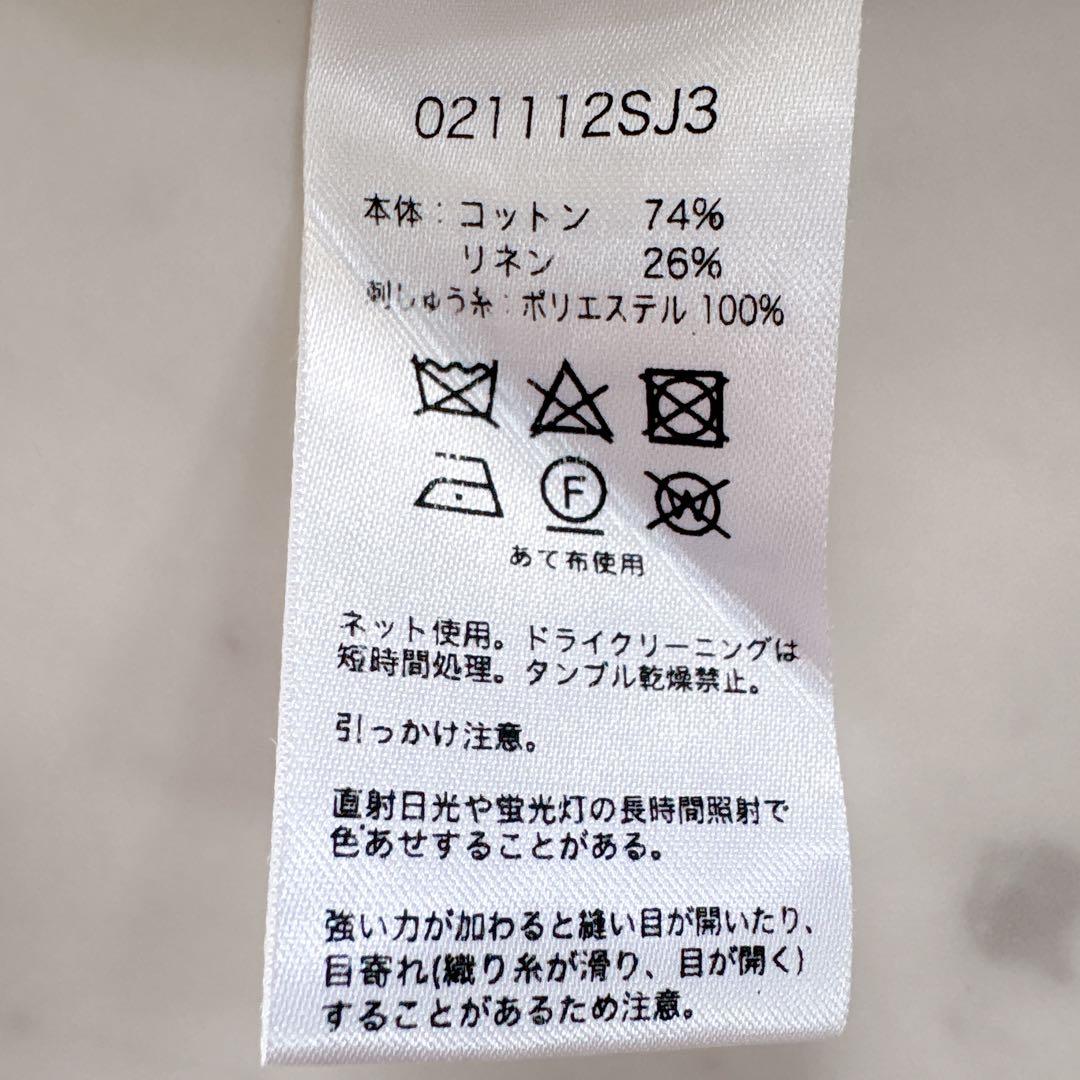 021112SJ3
本体：コットン 74%
リネン 26%
刺しゅう糸：ポリエステル 100%
F
W
あて布使用
ネット使用。ドライクリーニングは
短時間処理。タンブル乾燥禁止。
引っかけ注意。
直射日光や蛍光灯の長時間照射で
色あせすることがある。
強い力が加わると縫い目が開いたり、
目寄れ(織り糸が滑り、目が開く)
することがあるため注意。